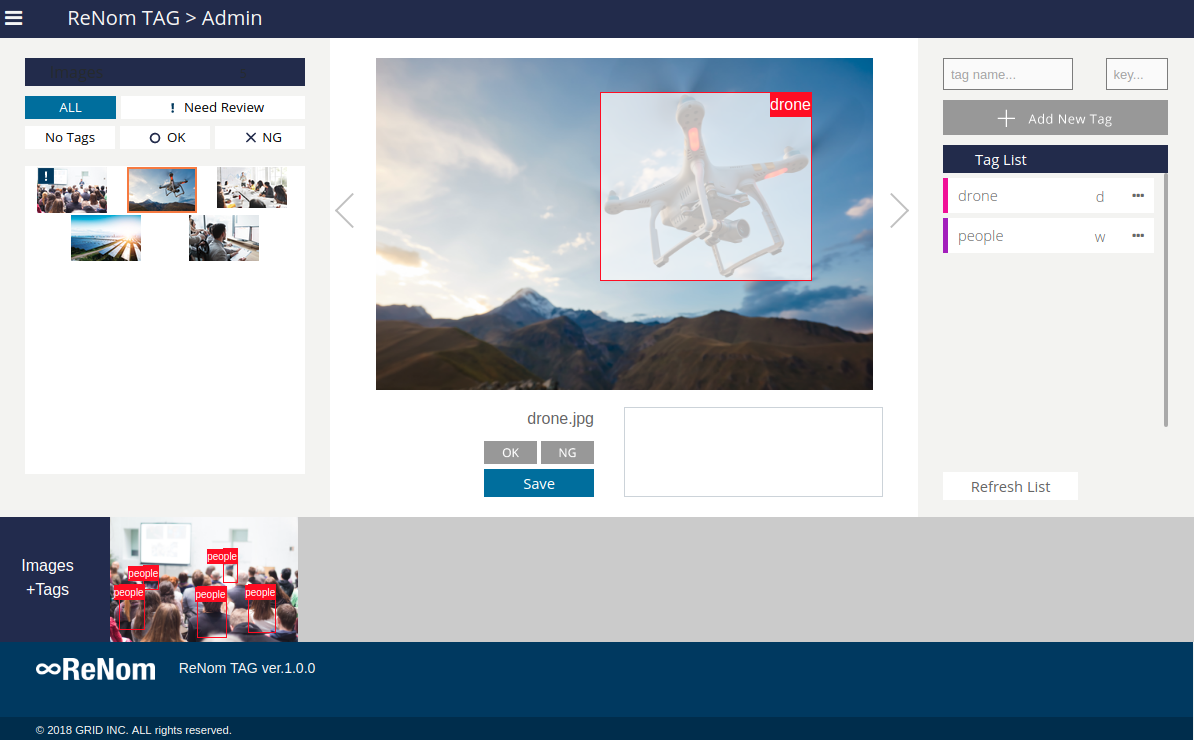 ReNom TAG > Admin
Images
ALL
! Need Review
No Tags
OK
NG
!
drone
drone.jpg
OK
NG
Save
tag name...
key...
Add New Tag
Tag List
drone d
people w
Refresh List
Images
+Tags
people
people
people
people
people
ReNom
ReNom TAG ver.1.0.0
© 2018 GRID INC. ALL rights reserved.